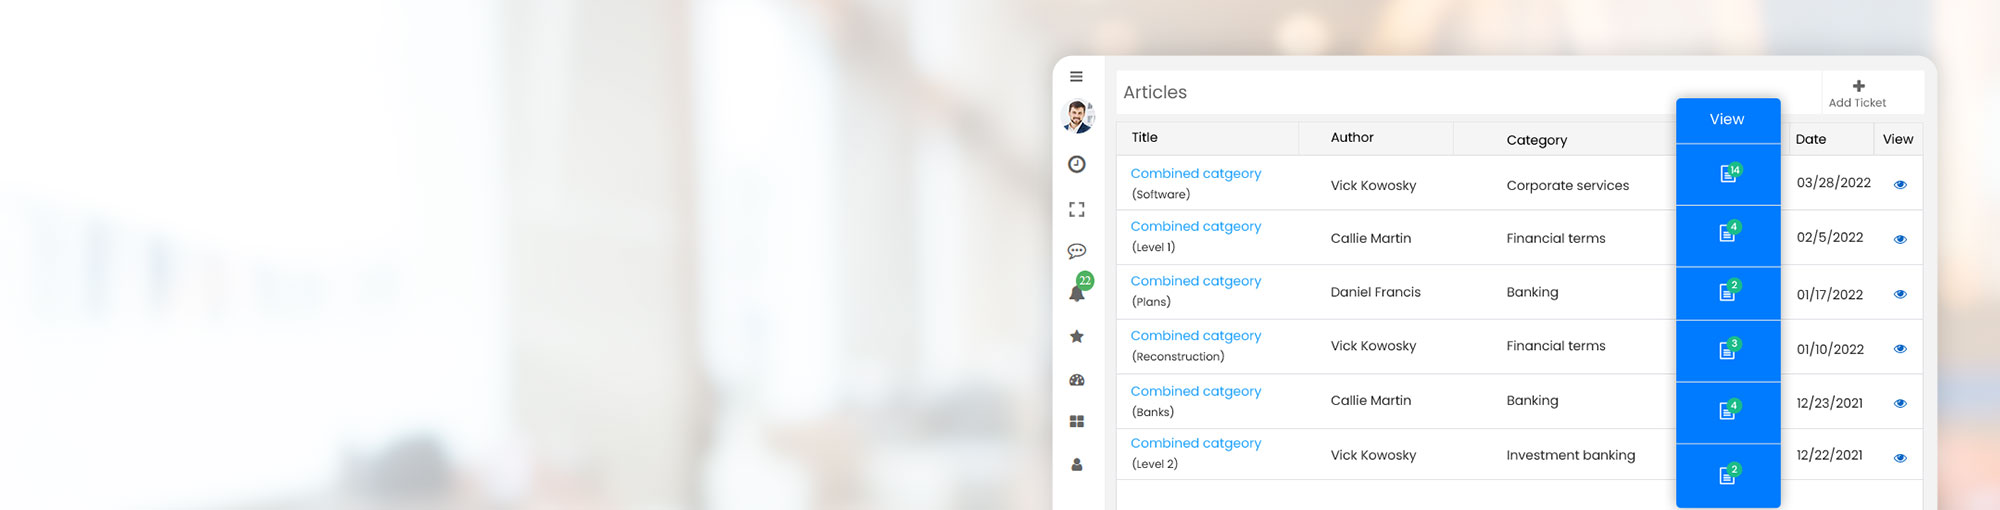 Articles
Add Ticket
View
Title Author Category Date View
Combined catgeory
(Software)
Vick Kowosky Corporate services 14 03/28/2022
Combined catgeory
(Level 1)
Callie Martin Financial terms 4 02/5/2022
22
Combined catgeory
(Plans)
Daniel Francis Banking 2 01/17/2022
Combined catgeory
(Reconstruction)
Vick Kowosky Financial terms 3 01/10/2022
Combined catgeory
(Banks)
Callie Martin Banking 4 12/23/2021
Combined catgeory
(Level 2)
Vick Kowosky Investment banking 2 12/22/2021